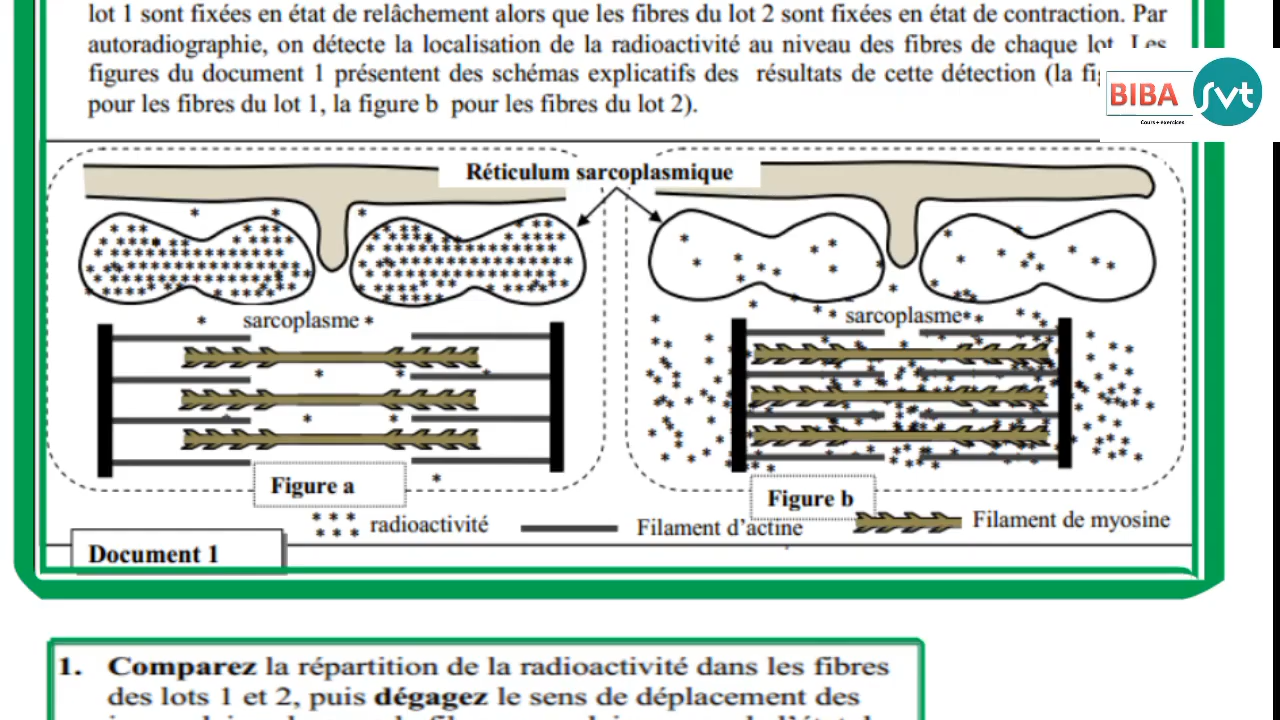 lot 1 sont fixées en état de relâchement alors que les fibres du lot 2 sont fixées en état de contraction. Par
autoradiographie, on détecte la localisation de la radioactivité au niveau des fibres de chaque lot. Les
figures du document 1 présentent des schémas explicatifs des résultats de cette détection (la
pour les fibres du lot 1, la figure b pour les fibres du lot 2).
BIBA svt
Cours + exercices
Réticulum sarcoplasmique
sarcoplasme
sarcoplasme
Figure a
Figure b
radioactivité
Filament d'actine
Filament de myosine
Document 1
1. Comparez la répartition de la radioactivité dans les fibres
des lots 1 et 2, puis dégagez le sens de déplacement des